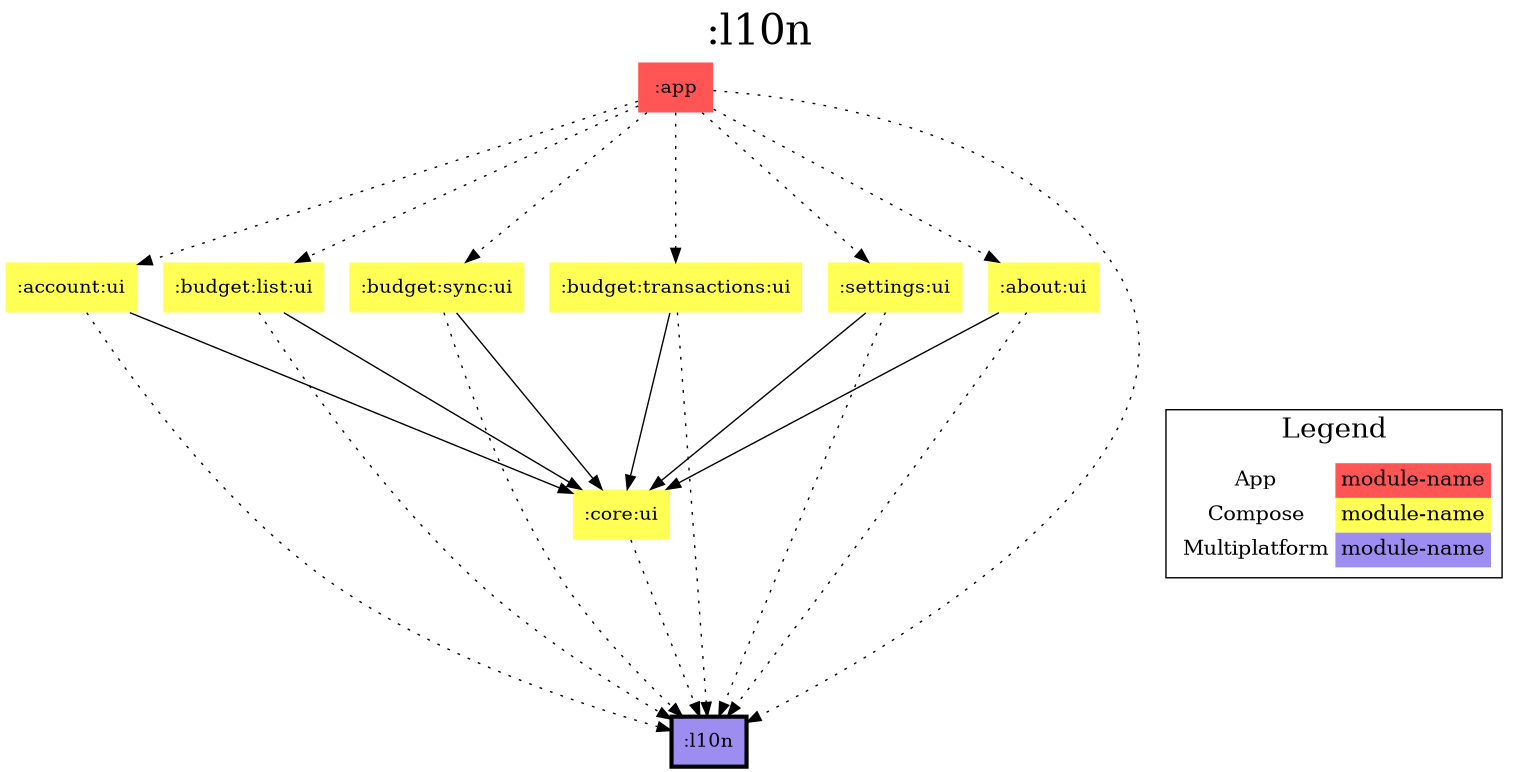 :l10n
:app
:account:ui
:budget:list:ui
:budget:sync:ui
:budget:transactions:ui
:settings:ui
:about:ui
Legend
App module-name
Compose module-name
Multiplatform module-name
:core:ui
:l10n